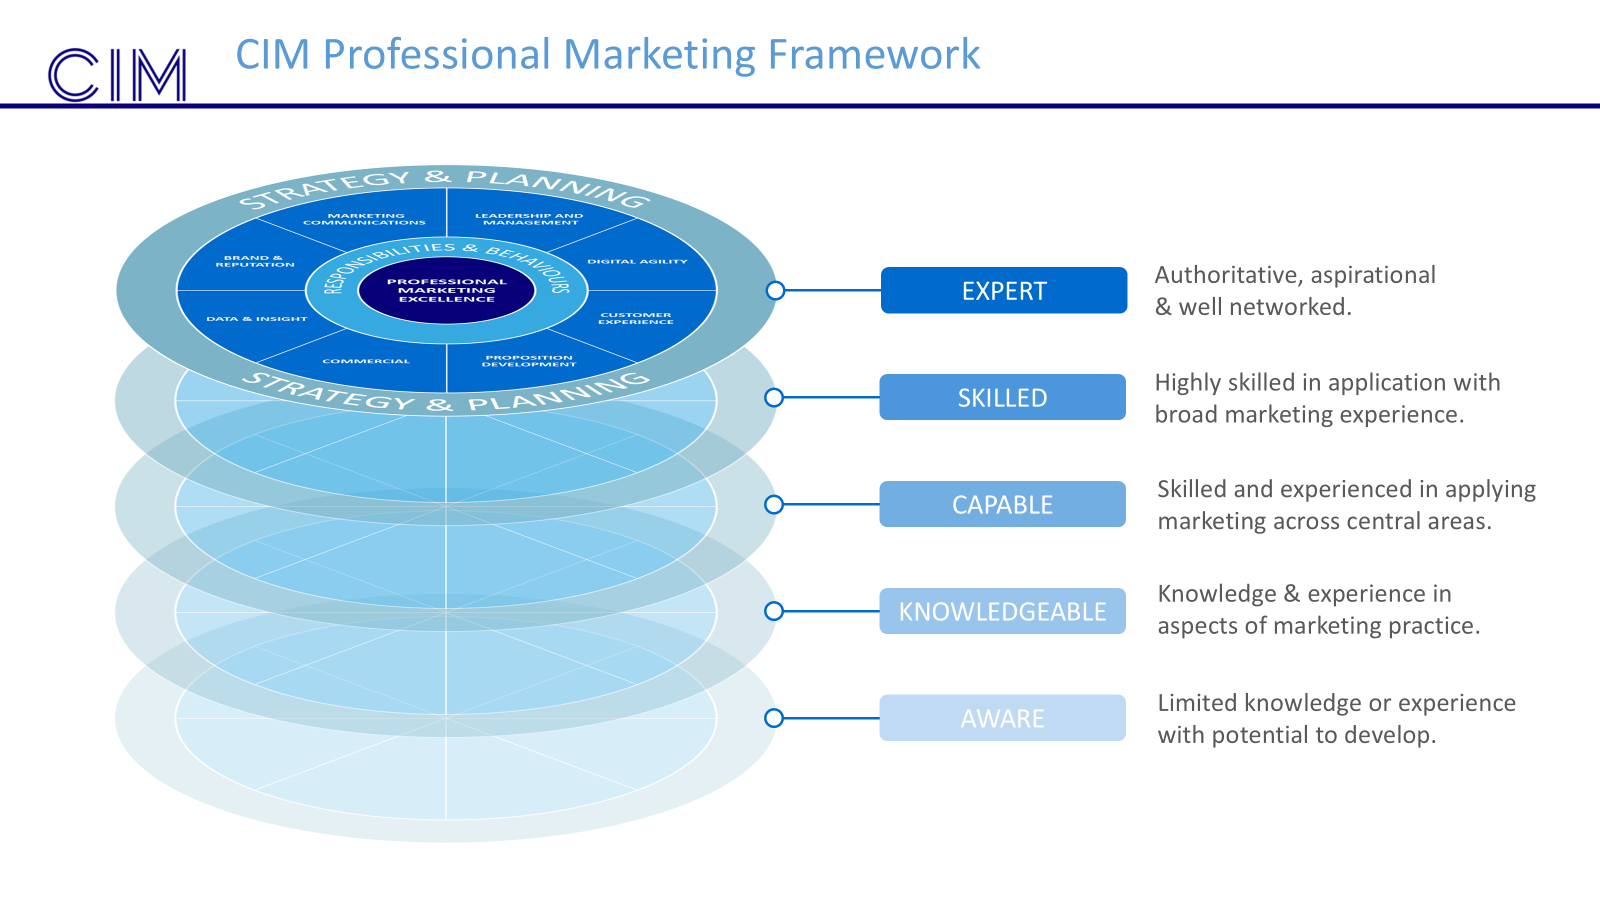 CIM
CIM Professional Marketing Framework
STRATEGY & PLANNING
MARKETING
COMMUNICATIONS
LEADERSHIP AND
MANAGEMENT
BRAND &
REPUTATION
DIGITAL AGILITY
RESPONSIBILITIES & BEHAVIOURS
PROFESSIONAL
MARKETING
EXCELLENCE
DATA & INSIGHT
CUSTOMER
EXPERIENCE
COMMERCIAL
PROPOSITION
DEVELOPMENT
STRATEGY & PLANNING
EXPERT
Authoritative, aspirational
& well networked.
SKILLED
Highly skilled in application with
broad marketing experience.
CAPABLE
Skilled and experienced in applying
marketing across central areas.
KNOWLEDGEABLE
Knowledge & experience in
aspects of marketing practice.
AWARE
Limited knowledge or experience
with potential to develop.